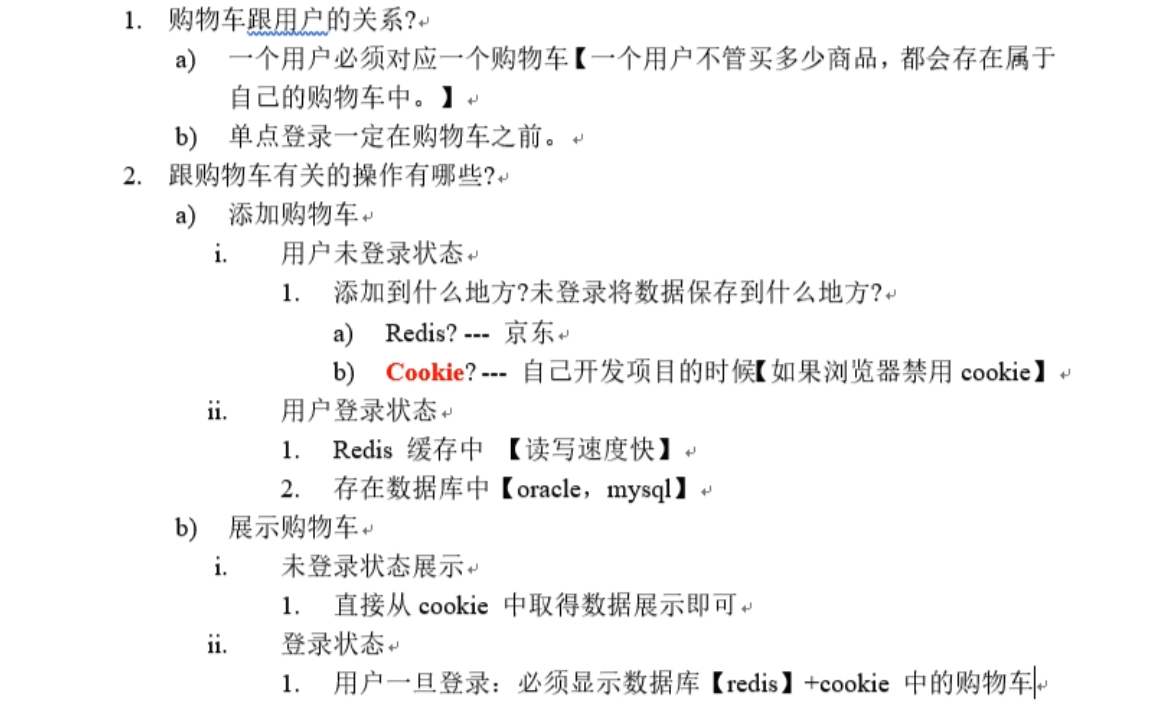 1. 购物车跟用户的关系?
a) 一个用户必须对应一个购物车【一个用户不管买多少商品，都会存在属于
自己的购物车中。】
b) 单点登录一定在购物车之前。
2. 跟购物车有关的操作有哪些?
a) 添加购物车
i. 用户未登录状态
1. 添加到什么地方?未登录将数据保存到什么地方?
a) Redis? --- 京东
b) Cookie? --- 自己开发项目的时候【如果浏览器禁用 cookie】
ii. 用户登录状态
1. Redis 缓存中 【读写速度快】
2. 存在数据库中【oracle，mysql】
b) 展示购物车
i. 未登录状态展示
1. 直接从 cookie 中取得数据展示即可
ii. 登录状态
1. 用户一旦登录：必须显示数据库【redis】+cookie 中的购物车